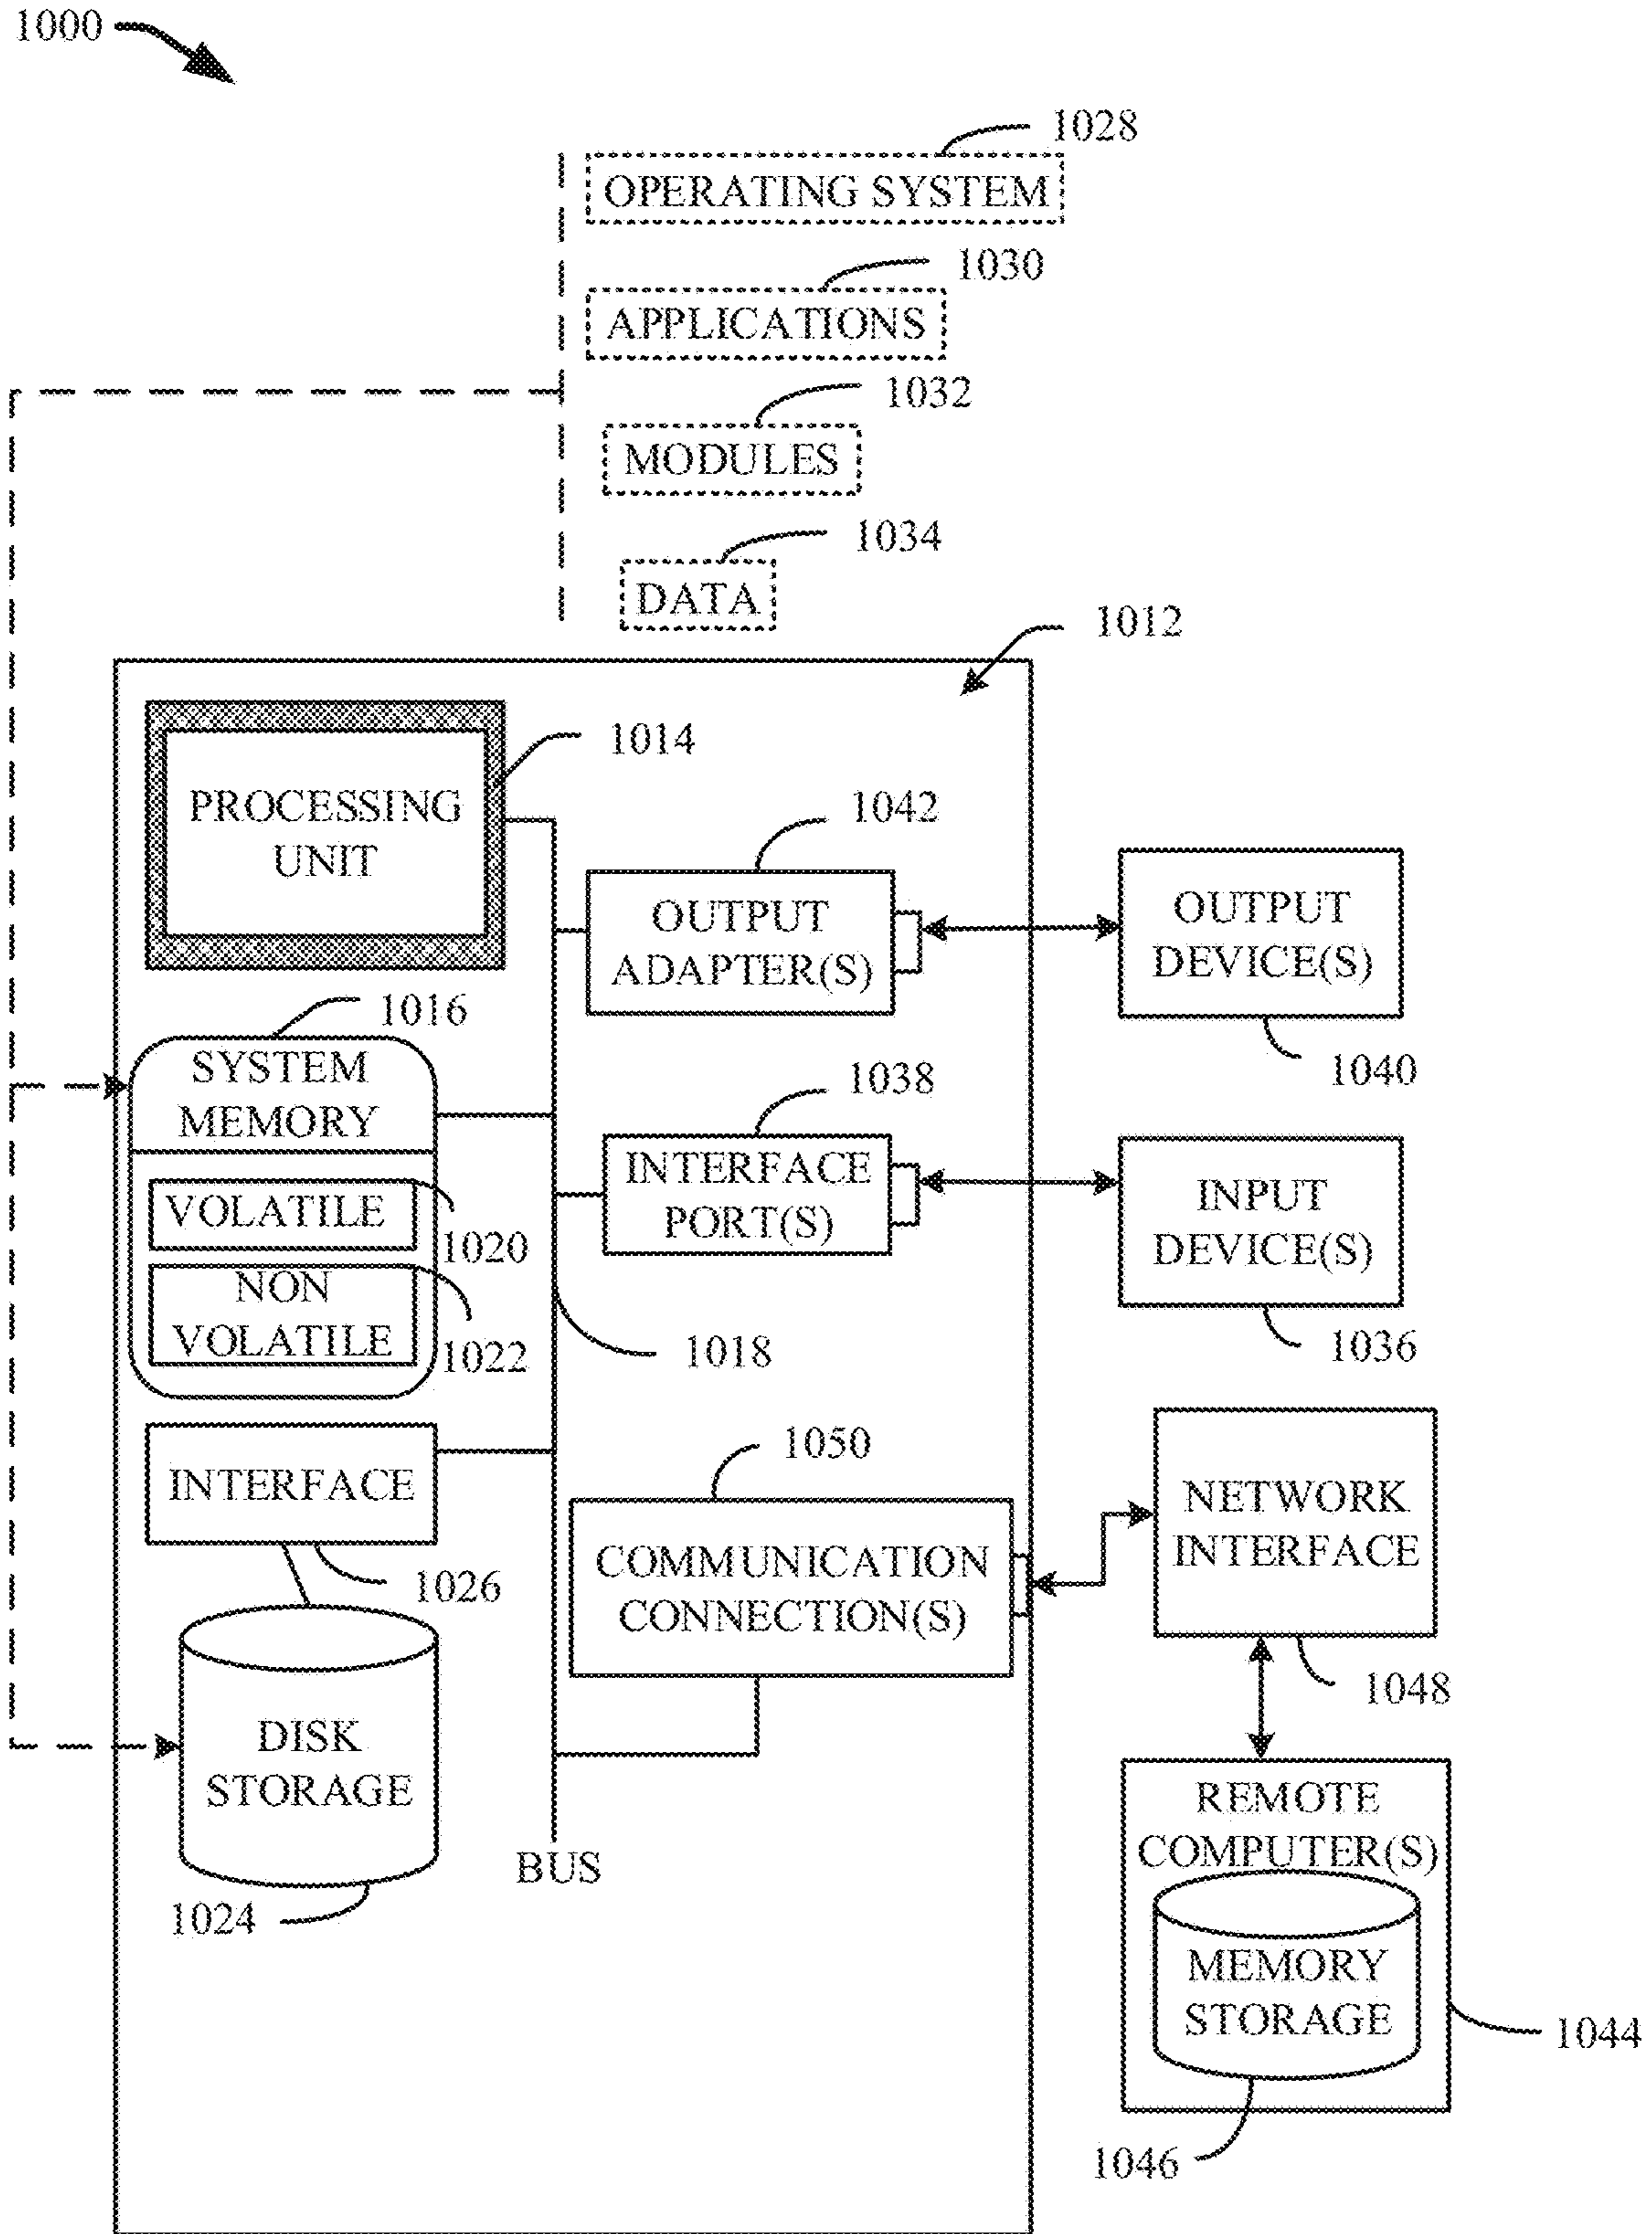 1000
1028
OPERATING SYSTEM
1030
APPLICATIONS
1032
MODULES
1034
DATA
1012
1014
PROCESSING
UNIT
1042
OUTPUT
ADAPTER(S)
OUTPUT
DEVICE(S)
1040
1016
SYSTEM
MEMORY
VOLATILE
1020
NON
VOLATILE
1022
1038
INTERFACE
PORT(S)
INPUT
DEVICE(S)
1036
1018
INTERFACE
1026
1050
COMMUNICATION
CONNECTION(S)
NETWORK
INTERFACE
1048
DISK
STORAGE
1024
BUS
REMOTE
COMPUTER(S)
MEMORY
STORAGE
1044
1046